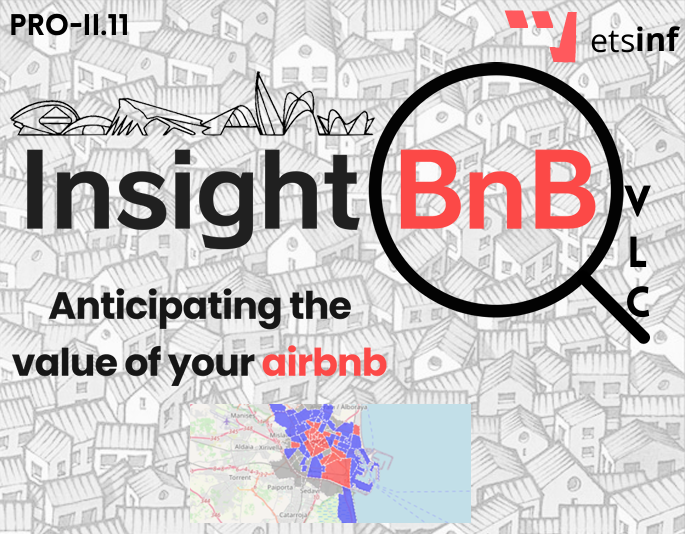 PRO-II.11
etsinf
Insight BnB
VLC
Anticipating the
value of your airbnb
/ Alboraya
Manises
Aldaia - Xirivella
Torrent
Paiporta
Sedaví
Catarroja